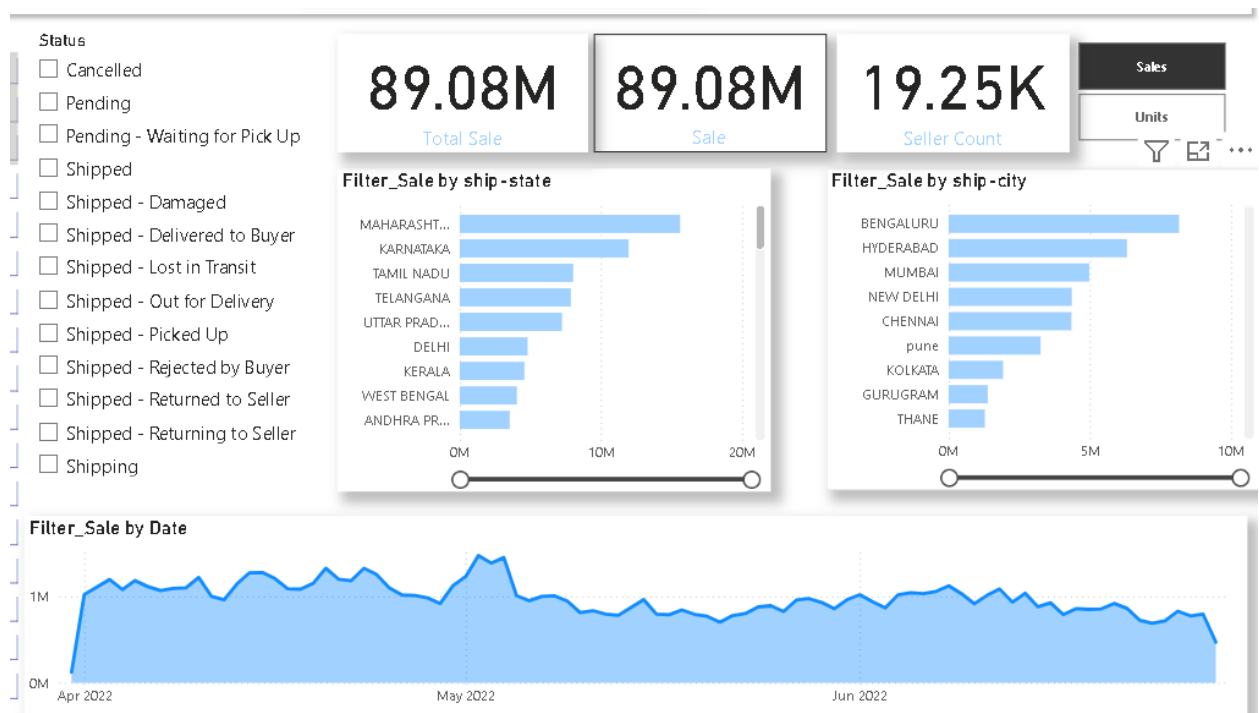 Status
Cancelled
Pending
Pending - Waiting for Pick Up
Shipped
Shipped - Damaged
Shipped - Delivered to Buyer
Shipped - Lost in Transit
Shipped - Out for Delivery
Shipped - Picked Up
Shipped - Rejected by Buyer
Shipped - Returned to Seller
Shipped - Returning to Seller
Shipping
89.08M
Total Sale
89.08M
Sale
19.25K
Seller Count
Sales
Units
Filter_Sale by ship-state
MAHARASHT...
KARNATAKA
TAMIL NADU
TELANGANA
UTTAR PRAD...
DELHI
KERALA
WEST BENGAL
ANDHRA PR...
0M 10M 20M
Filter_Sale by ship-city
BENGALURU
HYDERABAD
MUMBAI
NEW DELHI
CHENNAI
pune
KOLKATA
GURUGRAM
THANE
0M 5M 10M
Filter_Sale by Date
1M
0M
Apr 2022 May 2022 Jun 2022